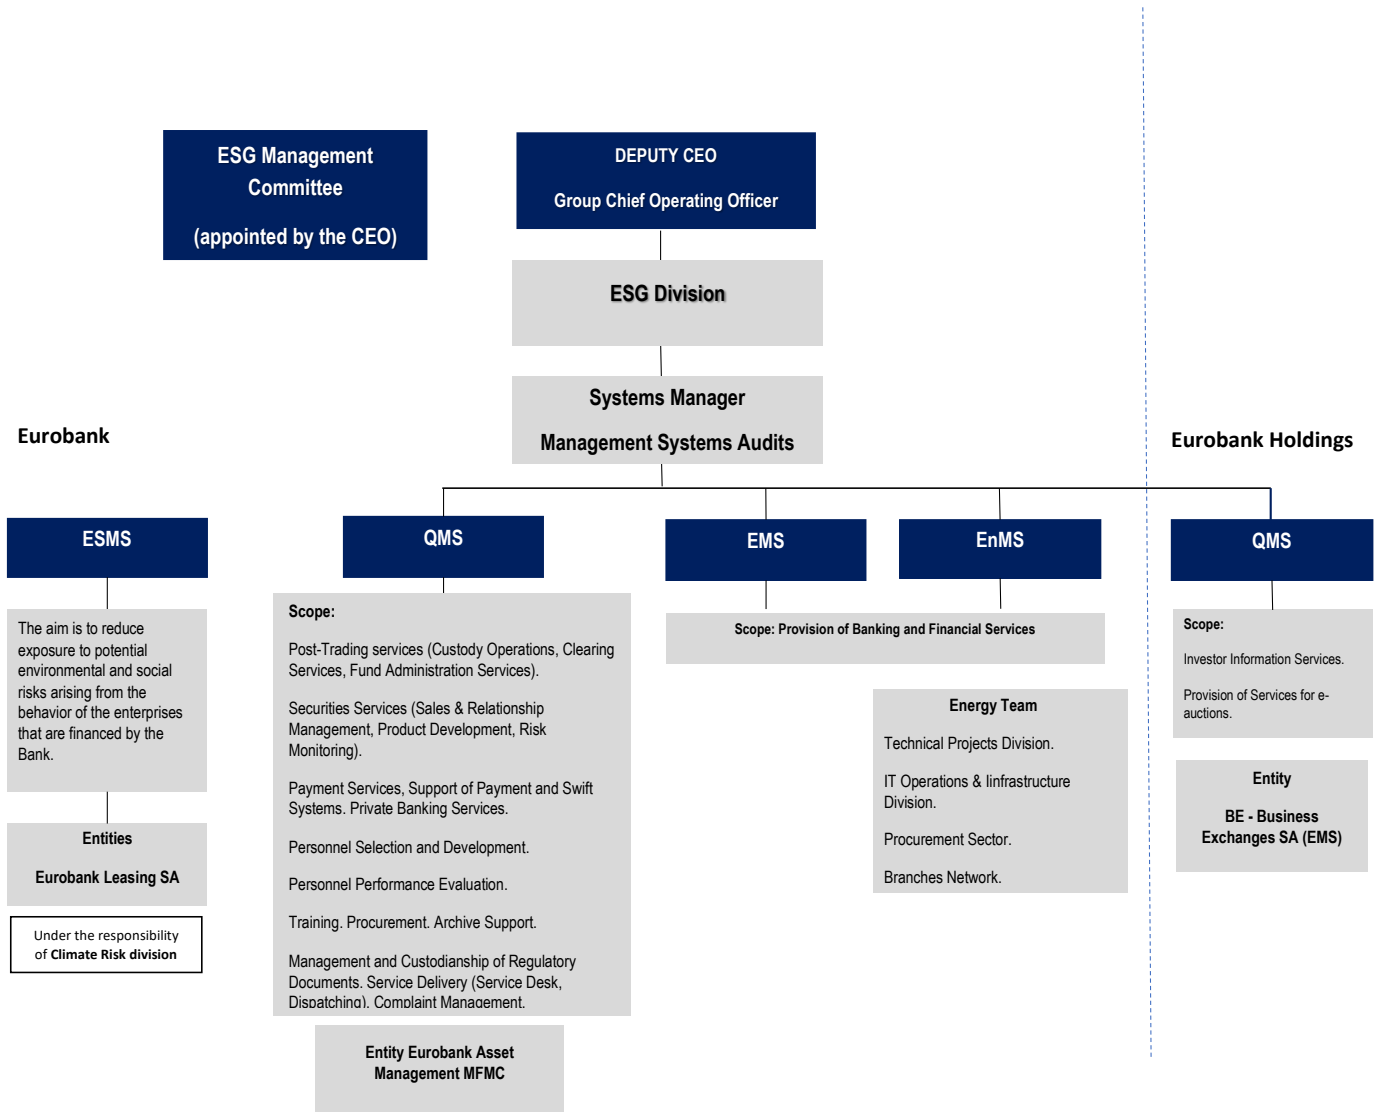 ESG Management
Committee
(appointed by the CEO)
DEPUTY CEO
Group Chief Operating Officer
ESG Division
Systems Manager
Management Systems Audits
Eurobank
Eurobank Holdings
ESMS
QMS
EMS
EnMS
QMS
The aim is to reduce
exposure to potential
environmental and social
risks arising from the
behavior of the enterprises
that are financed by the
Bank.
Entities
Eurobank Leasing SA
Under the responsibility
of Climate Risk division
Scope:
Post-Trading services (Custody Operations, Clearing
Services, Fund Administration Services).
Securities Services (Sales & Relationship
Management, Product Development, Risk
Monitoring).
Payment Services, Support of Payment and Swift
Systems. Private Banking Services.
Personnel Selection and Development.
Personnel Performance Evaluation.
Training. Procurement. Archive Support.
Management and Custodianship of Regulatory
Documents. Service Delivery (Service Desk,
Dispatching). Complaint Management.
Entity Eurobank Asset
Management MFMC
Scope: Provision of Banking and Financial Services
Energy Team
Technical Projects Division.
IT Operations & Iinfrastructure
Division.
Procurement Sector.
Branches Network.
Scope:
Investor Information Services.
Provision of Services for e-
auctions.
Entity
BE - Business
Exchanges SA (EMS)